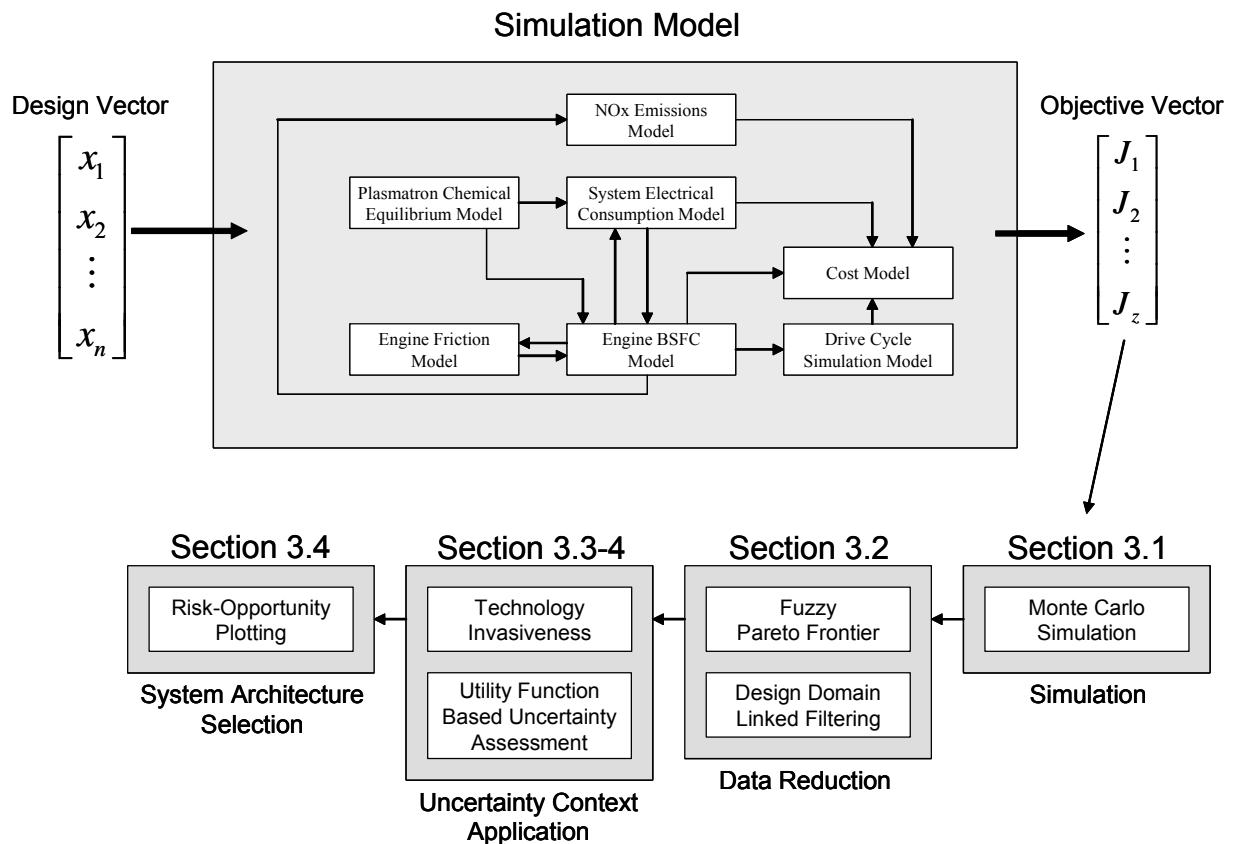 Simulation Model
Design Vector
x1
x2
⋮
xn
NOx Emissions
Model
Plasmatron Chemical
Equilibrium Model
System Electrical
Consumption Model
Cost Model
Engine Friction
Model
Engine BSFC
Model
Drive Cycle
Simulation Model
Objective Vector
J1
J2
⋮
Jz
Section 3.4
Risk-Opportunity
Plotting
System Architecture
Selection
Section 3.3-4
Technology
Invasiveness
Utility Function
Based Uncertainty
Assessment
Uncertainty Context
Application
Section 3.2
Fuzzy
Pareto Frontier
Design Domain
Linked Filtering
Data Reduction
Section 3.1
Monte Carlo
Simulation
Simulation